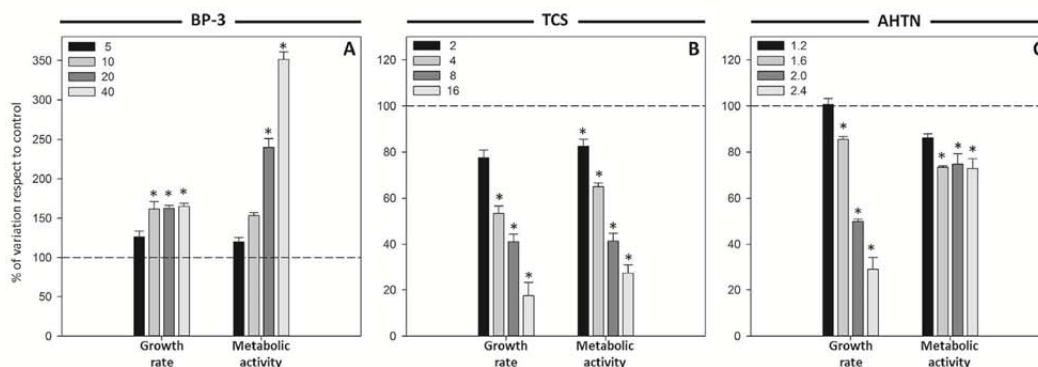 BP-3
TCS
AHTN
% of variation respect to control
A
5
10
20
40
350
300
250
200
150
100
50
0
* * * * *
Growth rate
Metabolic activity
B
2
4
8
16
120
100
80
60
40
20
0
* * * * * * *
Growth rate
Metabolic activity
C
1.2
1.6
2.0
2.4
120
100
80
60
40
20
0
* * * * * *
Growth rate
Metabolic activity